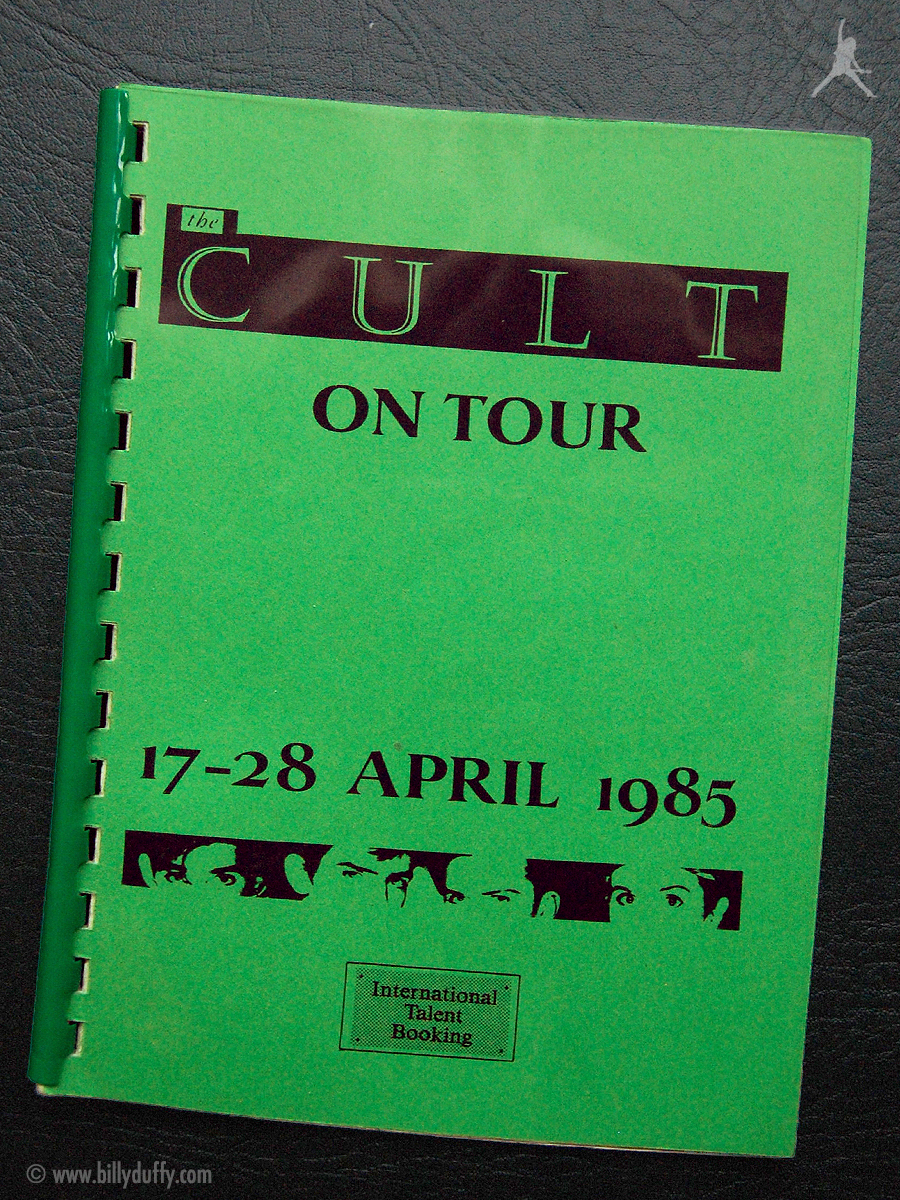 the
CULT
ON TOUR
17-28 APRIL 1985
International
Talent
Booking
© www.billyduffy.com